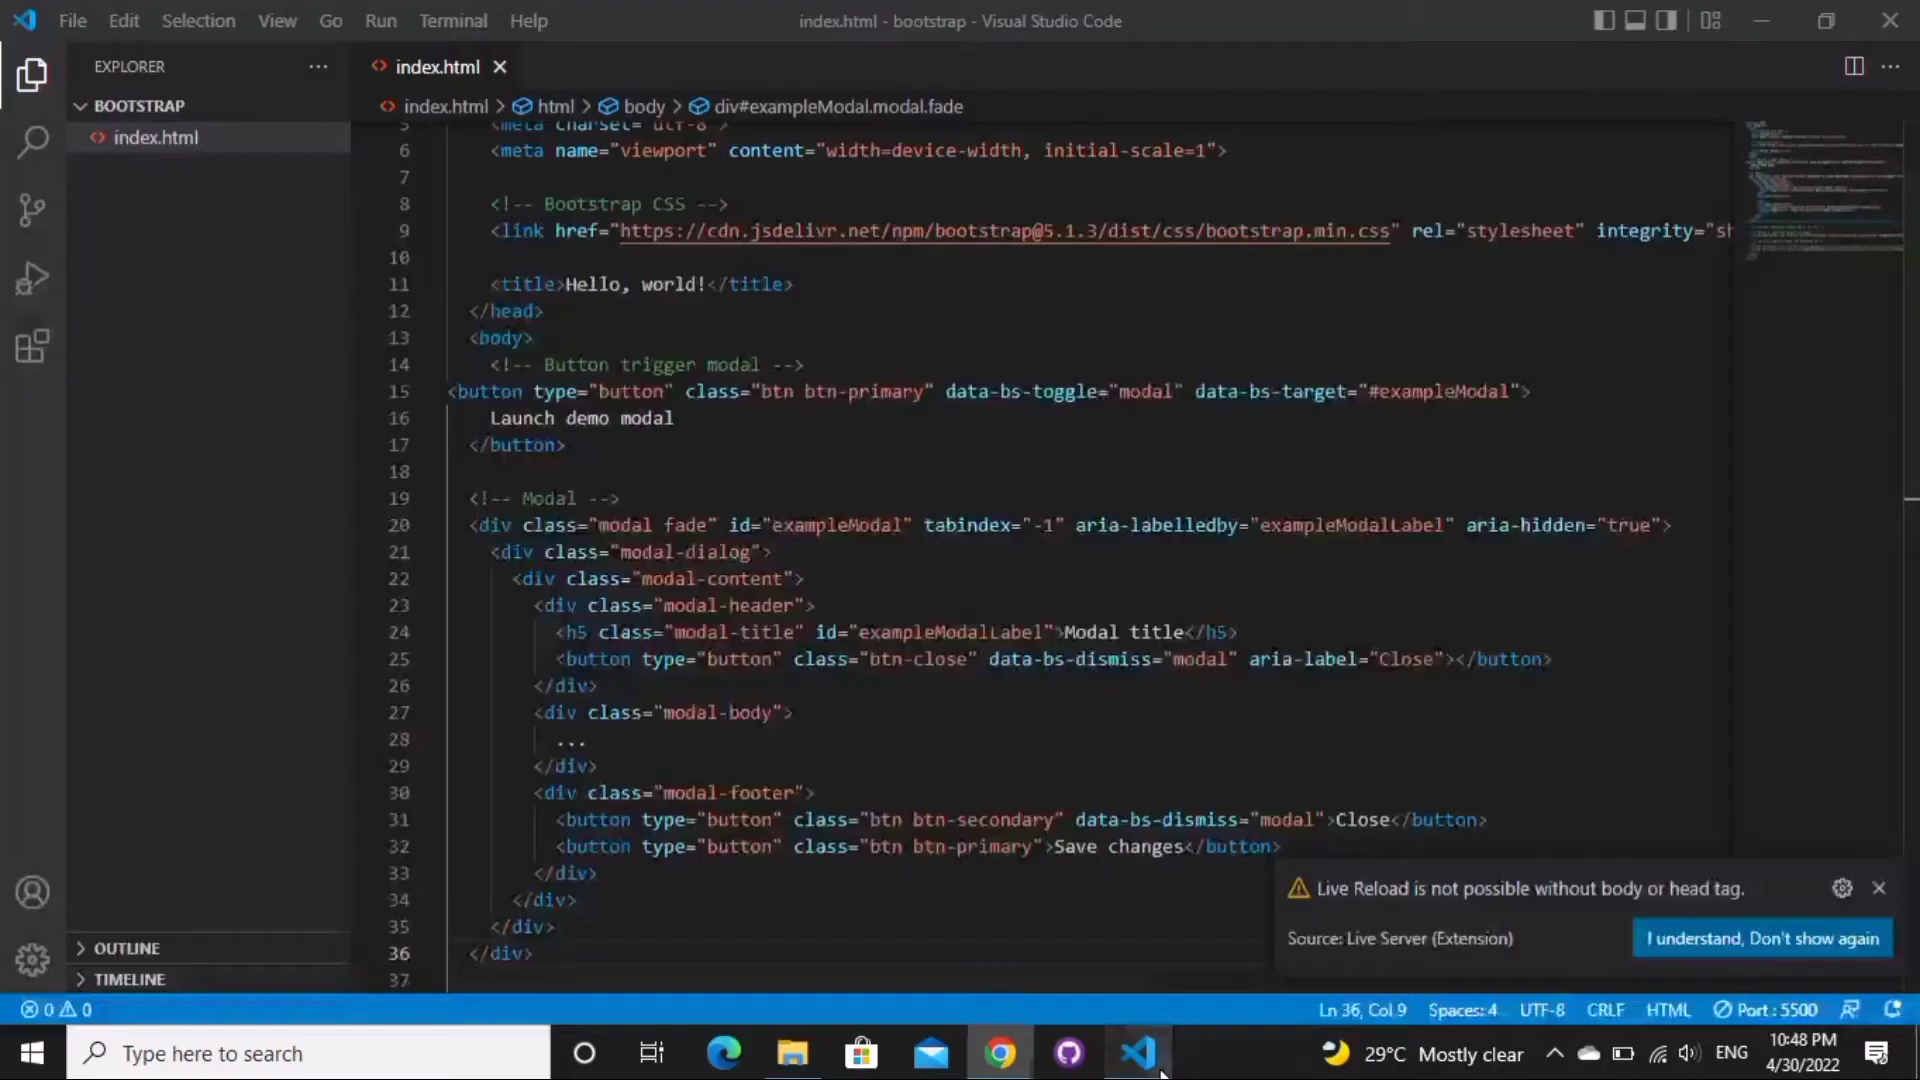 File Edit Selection View Go Run Terminal Help
index.html - bootstrap - Visual Studio Code
EXPLORER
BOOTSTRAP
index.html
OUTLINE
TIMELINE
index.html
index.html > html > body > div#exampleModal.modal.fade
5 <meta charset="utf-8">
6 <meta name="viewport" content="width=device-width, initial-scale=1">
7
8 <!-- Bootstrap CSS -->
9 <link href="https://cdn.jsdelivr.net/npm/bootstrap@5.1.3/dist/css/bootstrap.min.css" rel="stylesheet" integrity="sh
10
11 <title>Hello, world!</title>
12 </head>
13 <body>
14 <!-- Button trigger modal -->
15 <button type="button" class="btn btn-primary" data-bs-toggle="modal" data-bs-target="#exampleModal">
16 Launch demo modal
17 </button>
18
19 <!-- Modal -->
20 <div class="modal fade" id="exampleModal" tabindex="-1" aria-labelledby="exampleModalLabel" aria-hidden="true">
21 <div class="modal-dialog">
22 <div class="modal-content">
23 <div class="modal-header">
24 <h5 class="modal-title" id="exampleModalLabel">Modal title</h5>
25 <button type="button" class="btn-close" data-bs-dismiss="modal" aria-label="Close"></button>
26 </div>
27 <div class="modal-body">
28 ...
29 </div>
30 <div class="modal-footer">
31 <button type="button" class="btn btn-secondary" data-bs-dismiss="modal">Close</button>
32 <button type="button" class="btn btn-primary">Save changes</button>
33 </div>
34 </div>
35 </div>
36 </div>
37
Live Reload is not possible without body or head tag.
Source: Live Server (Extension)
I understand, Don't show again
0 0
Ln 36, Col 9 Spaces: 4 UTF-8 CRLF HTML Port : 5500
Type here to search
29°C Mostly clear
ENG
10:48 PM
4/30/2022